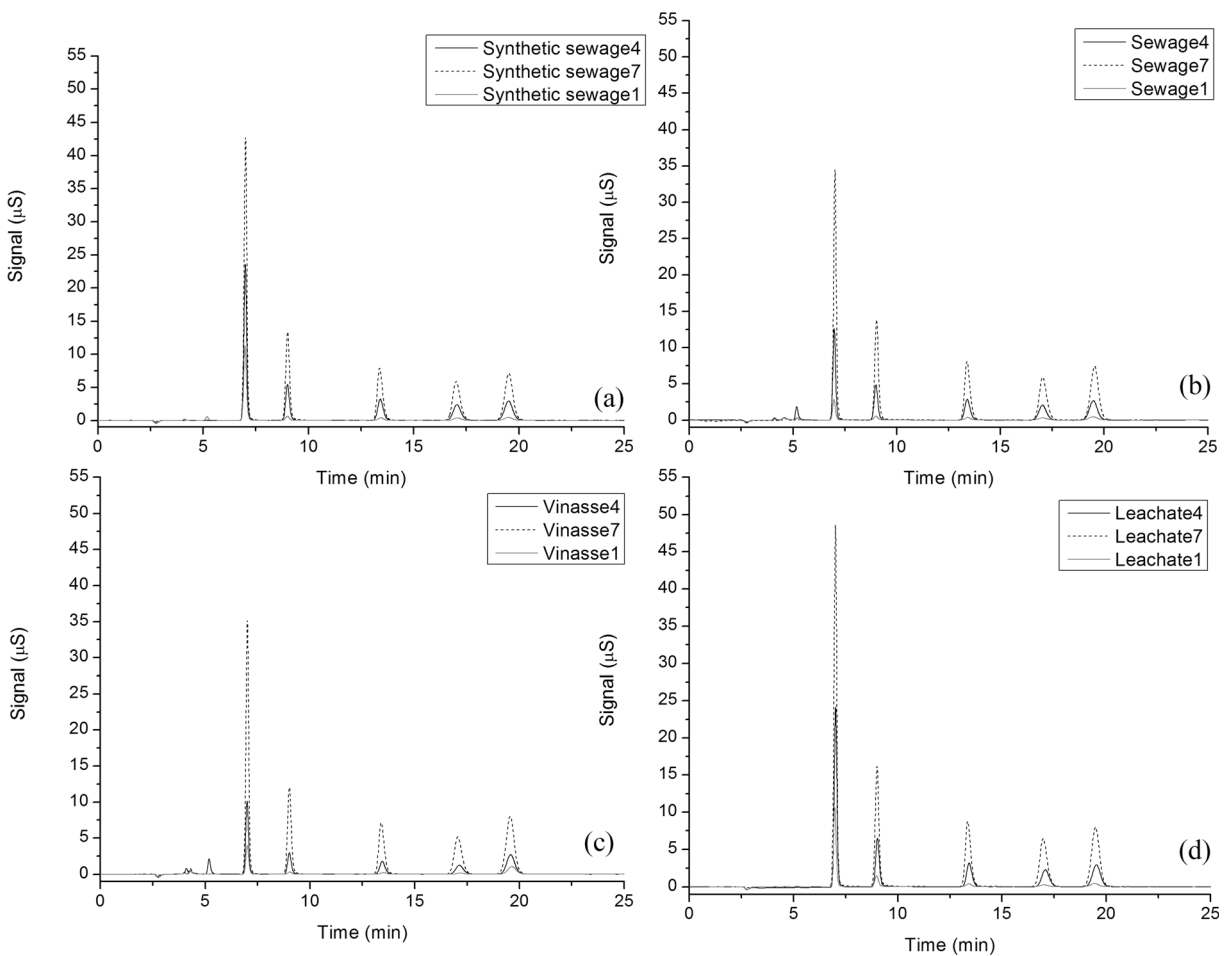 Synthetic sewage4
Synthetic sewage7
Synthetic sewage1
55
50
45
40
35
30
25
20
15
10
5
0
Signal (µS)
0 5 10 15 20 25
Time (min)
(a)
Sewage4
Sewage7
Sewage1
55
50
45
40
35
30
25
20
15
10
5
0
Signal (µS)
0 5 10 15 20 25
Time (min)
(b)
Vinasse4
Vinasse7
Vinasse1
55
50
45
40
35
30
25
20
15
10
5
0
Signal (µS)
0 5 10 15 20 25
Time (min)
(c)
Leachate4
Leachate7
Leachate1
55
50
45
40
35
30
25
20
15
10
5
0
Signal (µS)
0 5 10 15 20 25
Time (min)
(d)